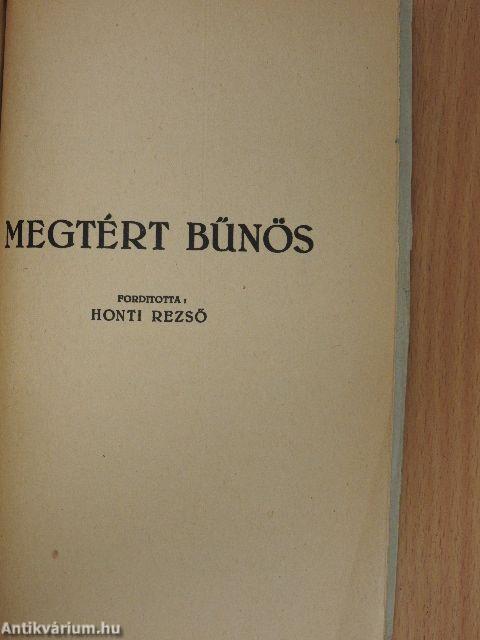 MEGTÉRT BŰNÖS
FORDITOTTA:
HONTI REZSŐ
Antikvárium.hu